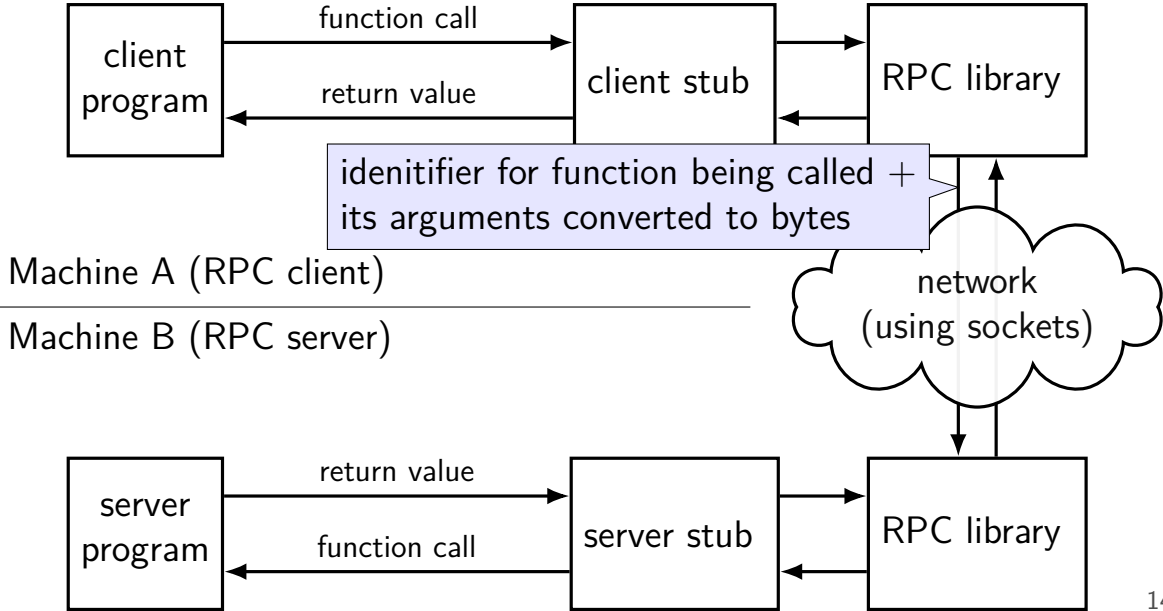 function call
client
program
return value
client stub
RPC library
idenitifier for function being called +
its arguments converted to bytes
Machine A (RPC client)
network
(using sockets)
Machine B (RPC server)
return value
server
program
function call
server stub
RPC library